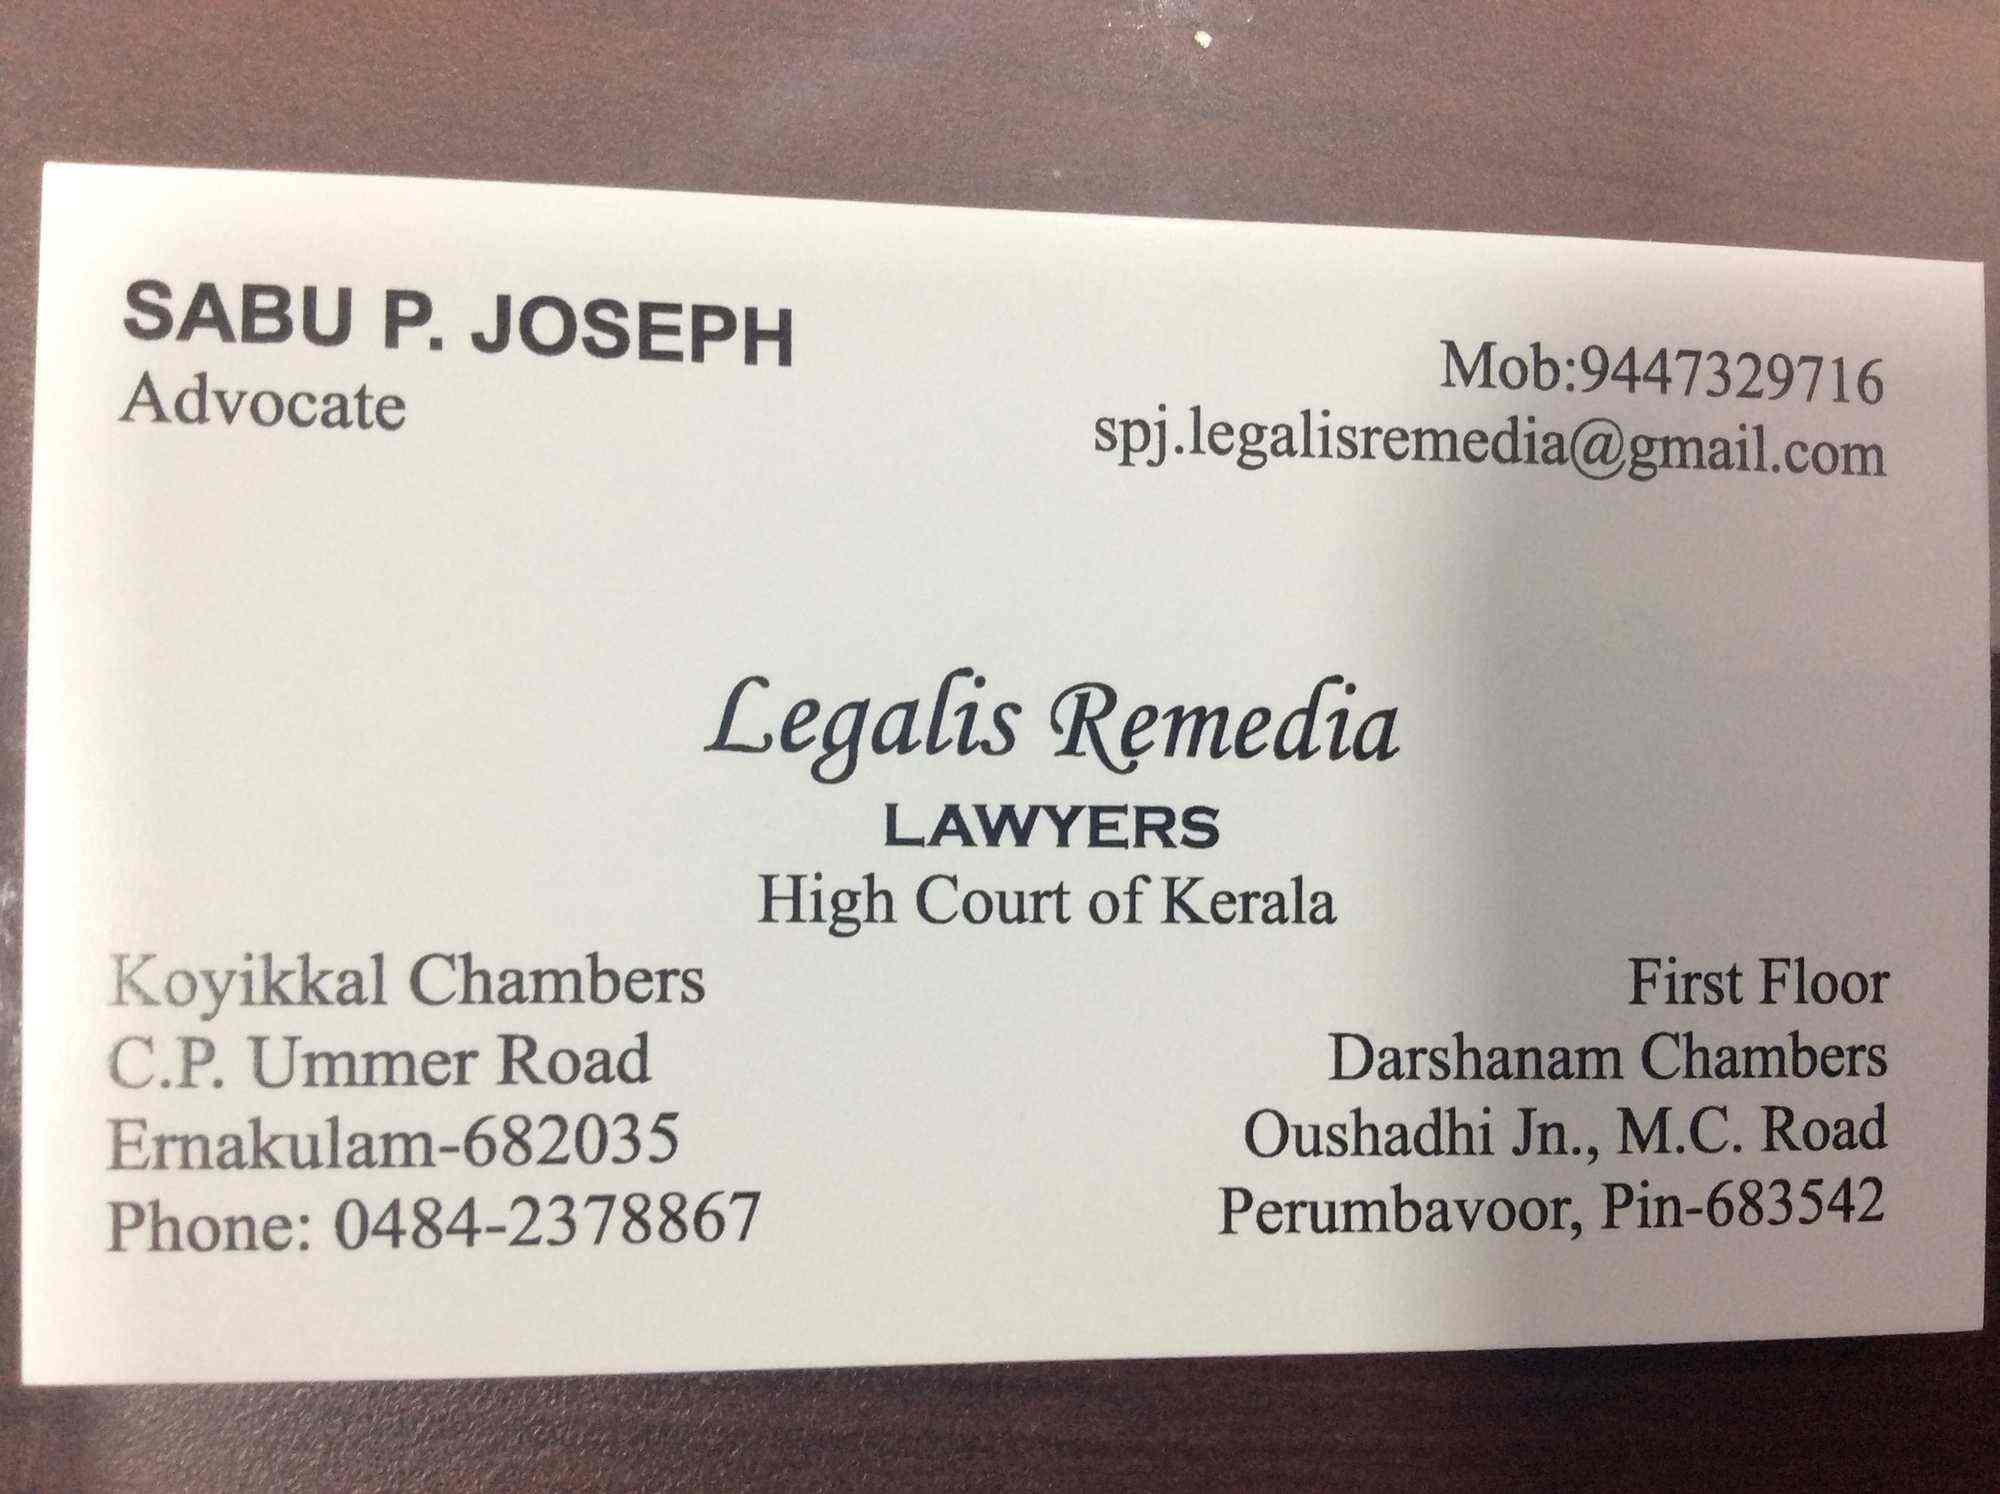 SABU P. JOSEPH
Advocate
Mob:9447329716
spj.legalisremedia@gmail.com
Legalis Remedia
LAWYERS
High Court of Kerala
Koyikkal Chambers
C.P. Ummer Road
Ernakulam-682035
Phone: 0484-2378867
First Floor
Darshanam Chambers
Oushadhi Jn., M.C. Road
Perumbavoor, Pin-683542